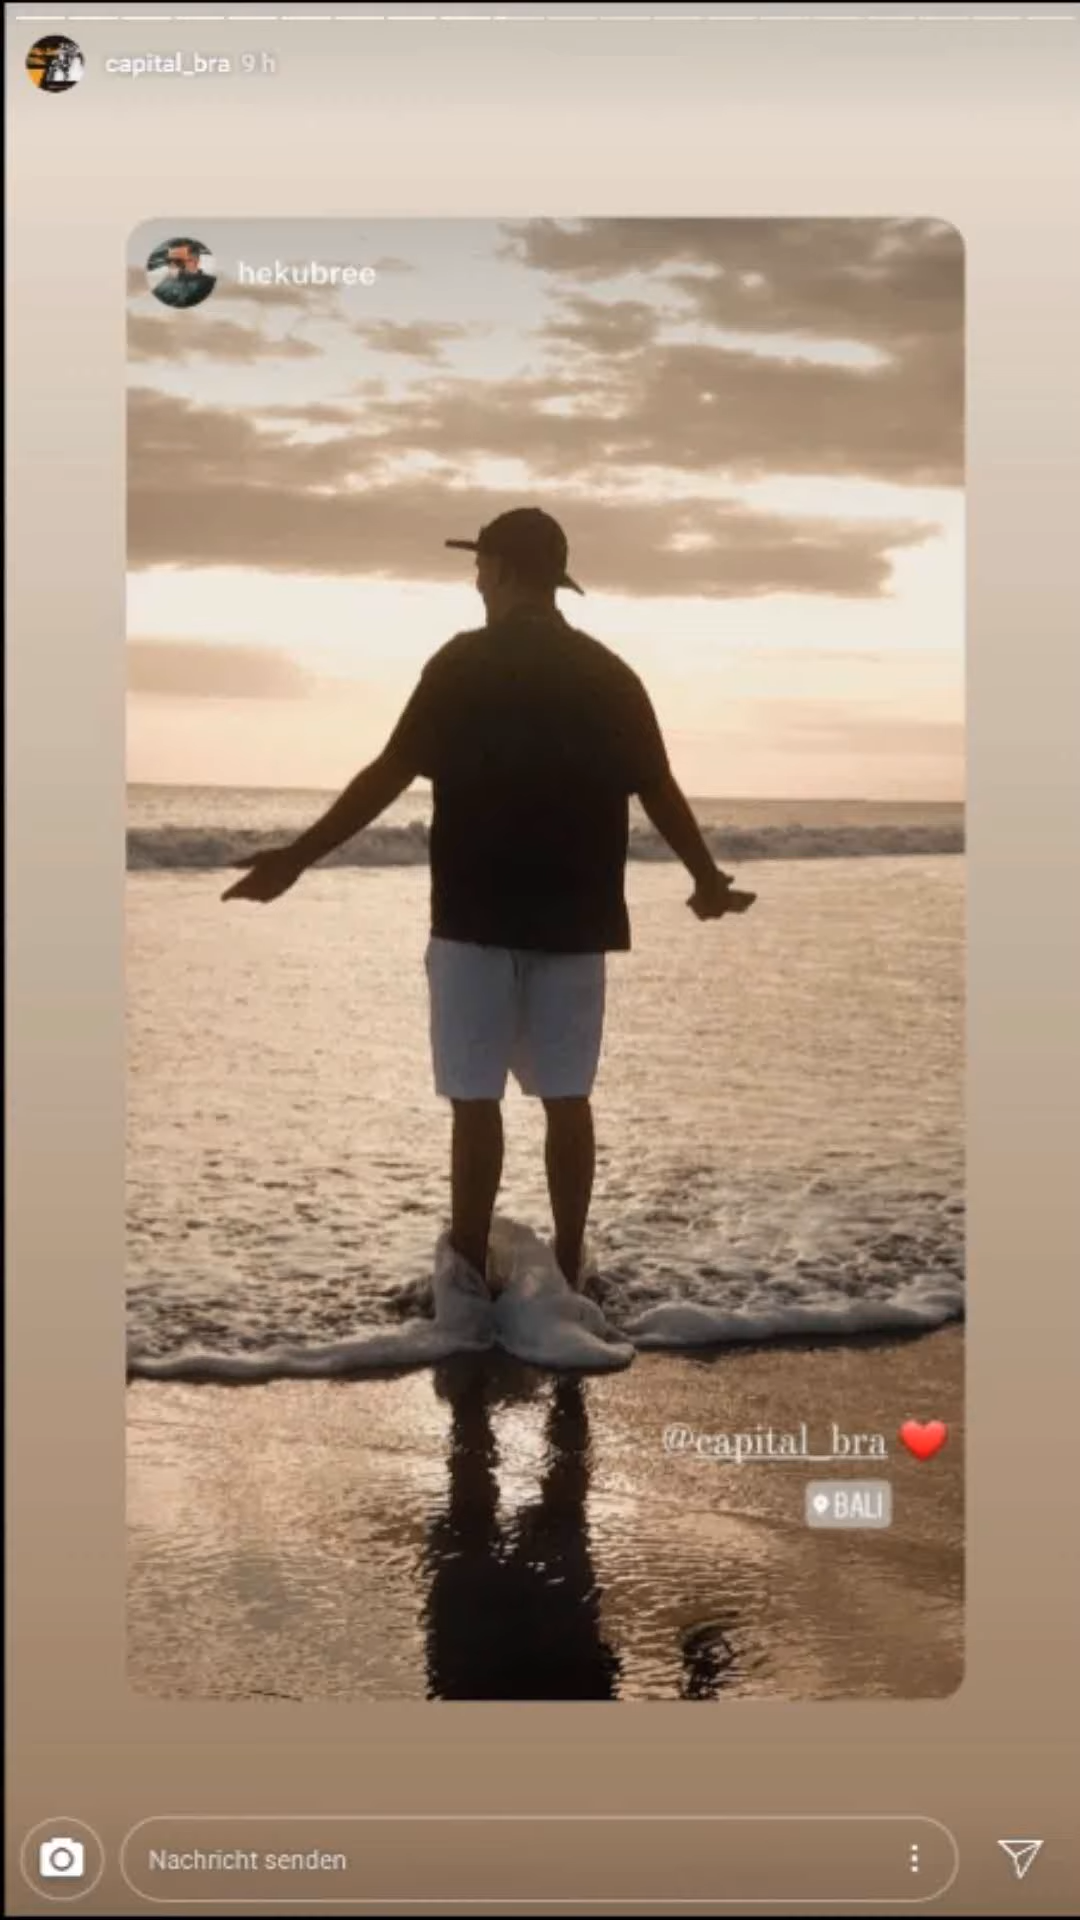 capital_bra 9 h
hekubree
@capital_bra ❤️
BALI
Nachricht senden